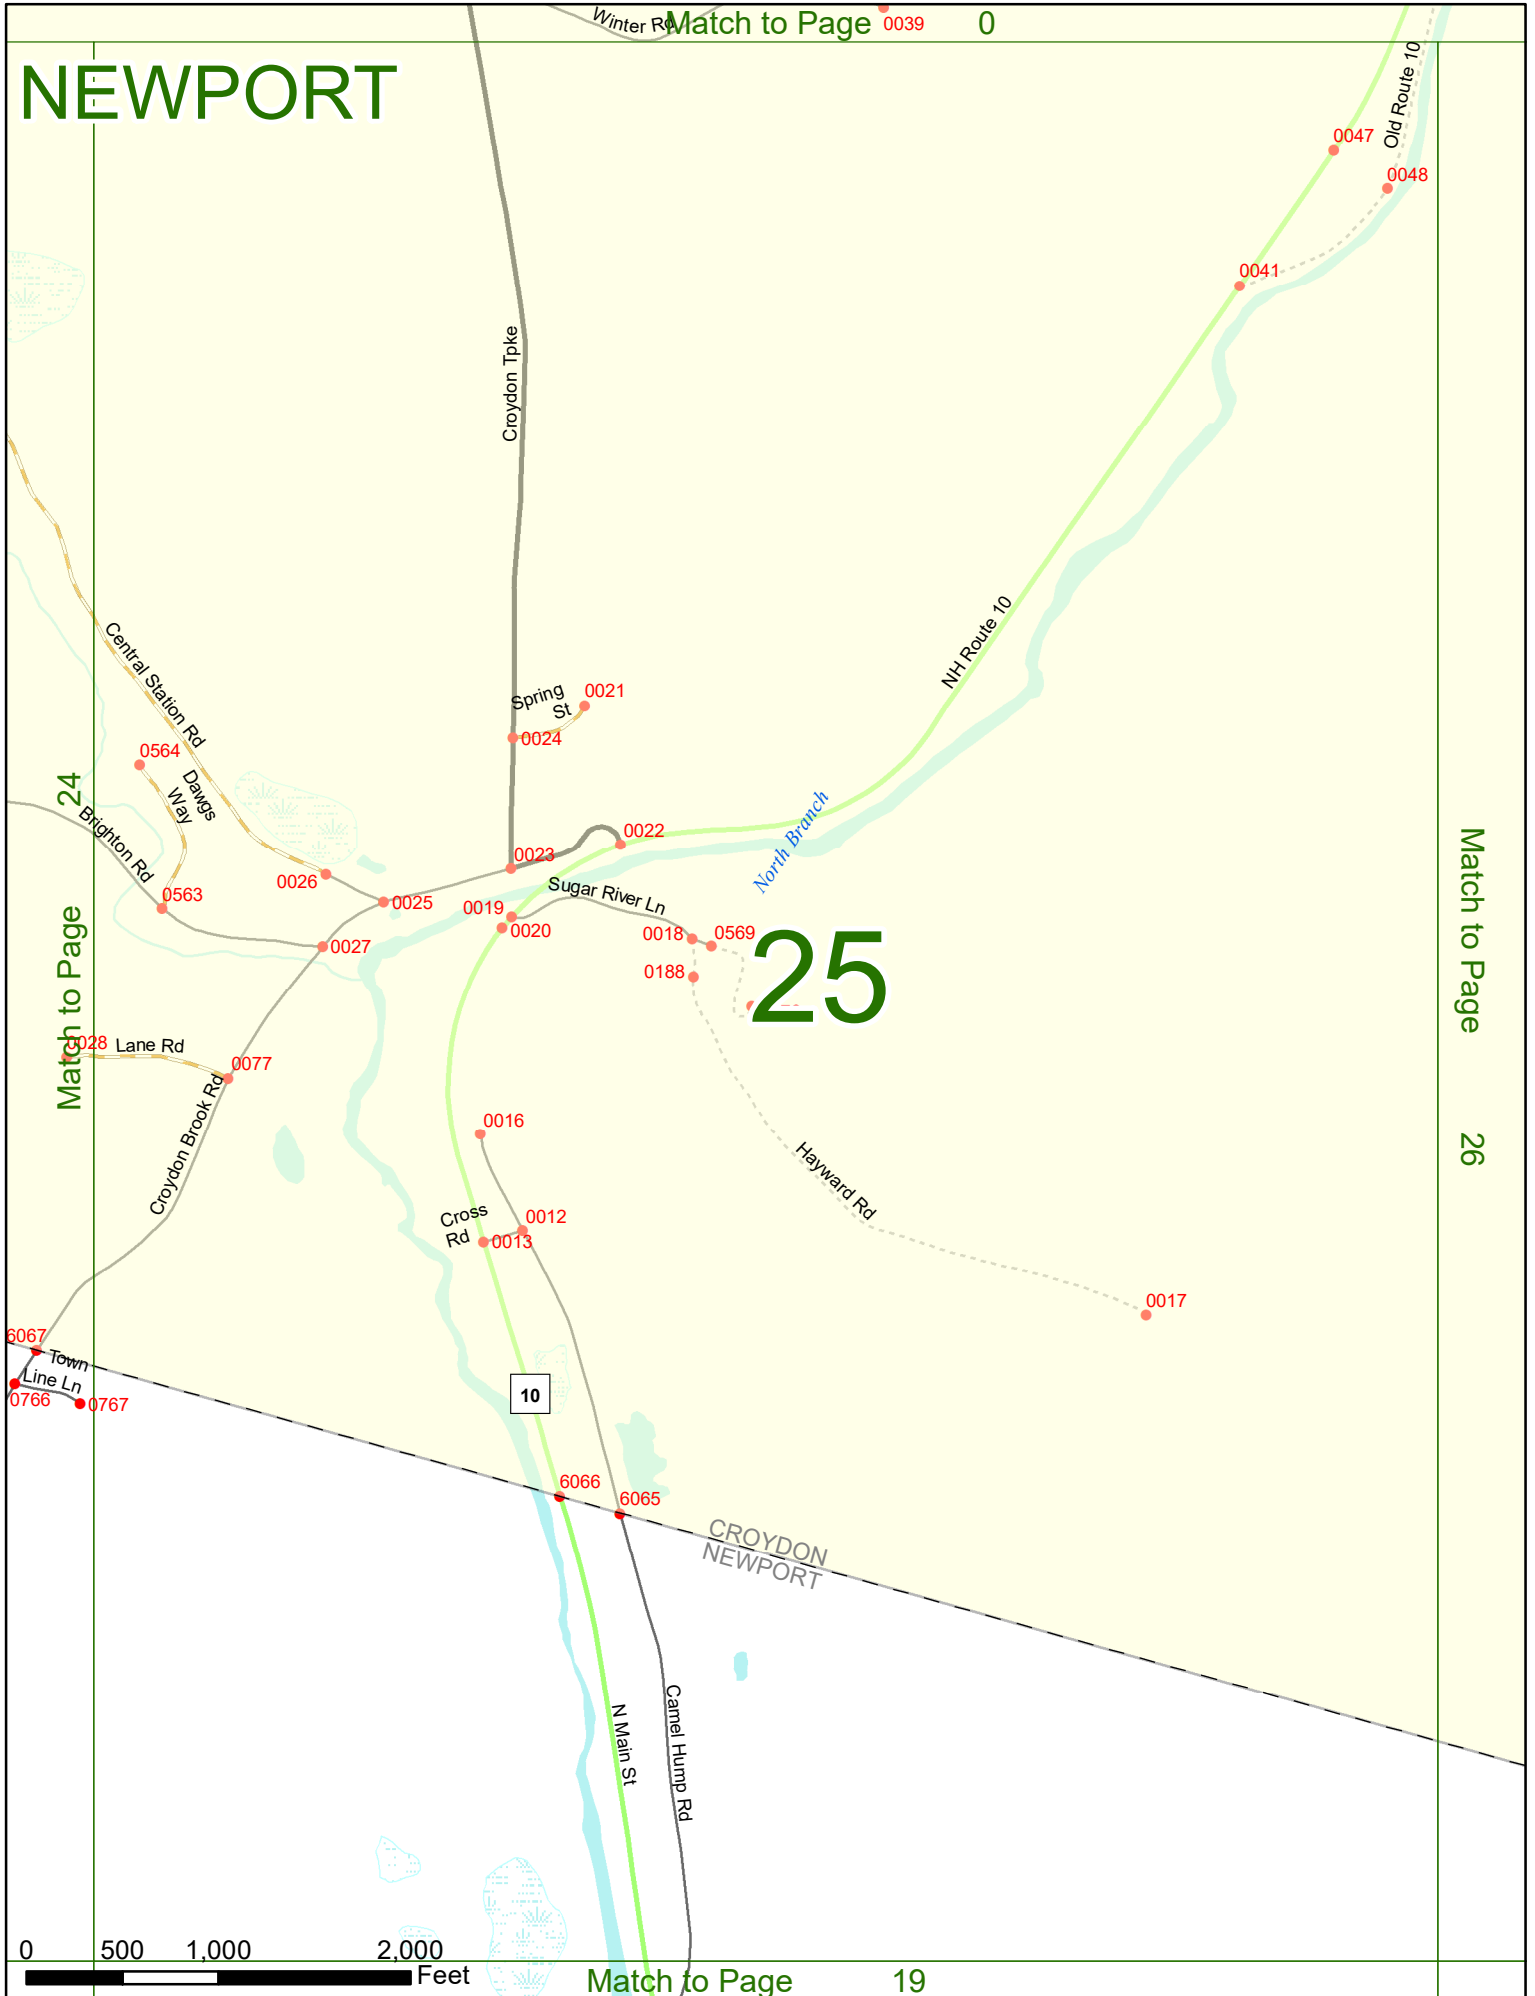 Winter Rd
Match to Page 0
0039
NEWPORT
Old Route 10
0047
0048
0041
Croydon Tpke
NH Route 10
Central Station Rd
Spring
St
0021
0024
0564
Dawgs
Way
Match to Page 24
Brighton Rd
North Branch
0022
0023
0026
0563
0025
Sugar River Ln
0019
0020
0018
0569
0027
0188
25
Match to Page 26
0028
Lane Rd
0077
Croydon Brook Rd
0016
Hayward Rd
Cross
Rd
0012
0013
0017
6067
Town
Line Ln
0766
0767
10
6066
6065
CROYDON
NEWPORT
N Main St
Camel Hump Rd
0 500 1,000 2,000
Feet
Match to Page 19